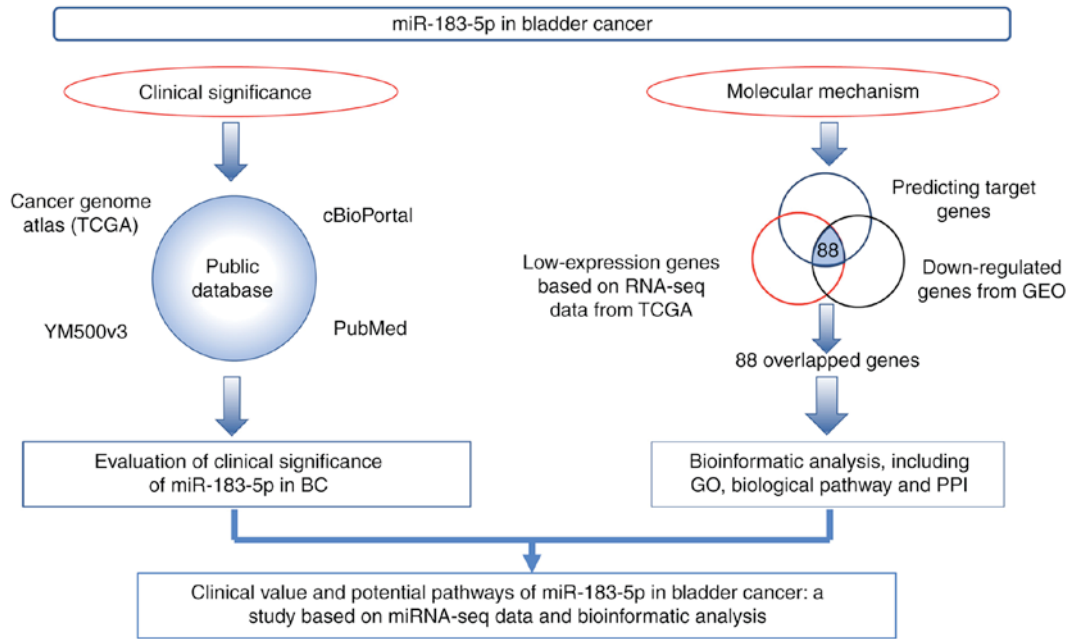 miR-183-5p in bladder cancer
Clinical significance
Cancer genome
atlas (TCGA)
cBioPortal
Public
database
YM500v3
PubMed
Evaluation of clinical significance
of miR-183-5p in BC
Molecular mechanism
Predicting target
genes
88
Low-expression genes
based on RNA-seq
data from TCGA
Down-regulated
genes from GEO
88 overlapped genes
Bioinformatic analysis, including
GO, biological pathway and PPI
Clinical value and potential pathways of miR-183-5p in bladder cancer: a
study based on miRNA-seq data and bioinformatic analysis